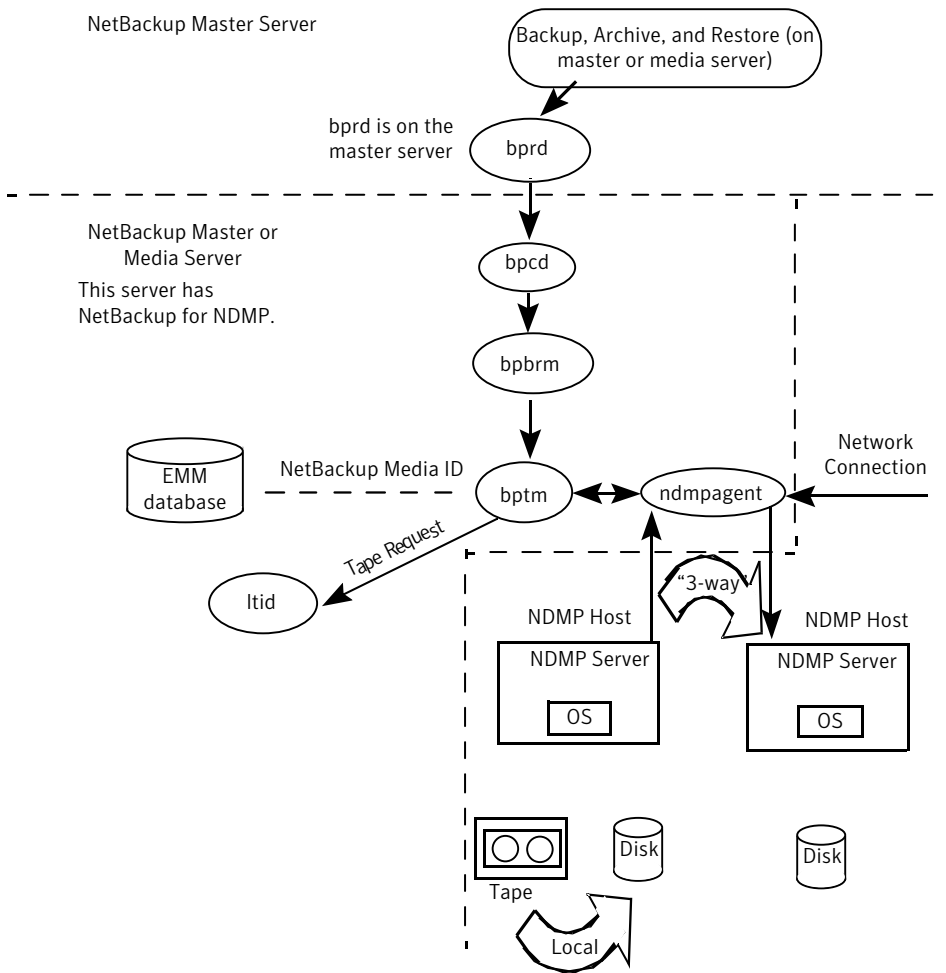 NetBackup Master Server
Backup, Archive, and Restore (on
master or media server)
bprd is on the
master server
bprd
NetBackup Master or
Media Server
This server has
NetBackup for NDMP.
bpcd
bpbrm
EMM
database
NetBackup Media ID
bptm
ndmpagent
Network
Connection
Tape Request
ltid
"3-way"
NDMP Host
NDMP Host
NDMP Server
NDMP Server
OS
OS
Tape
Disk
Disk
Local